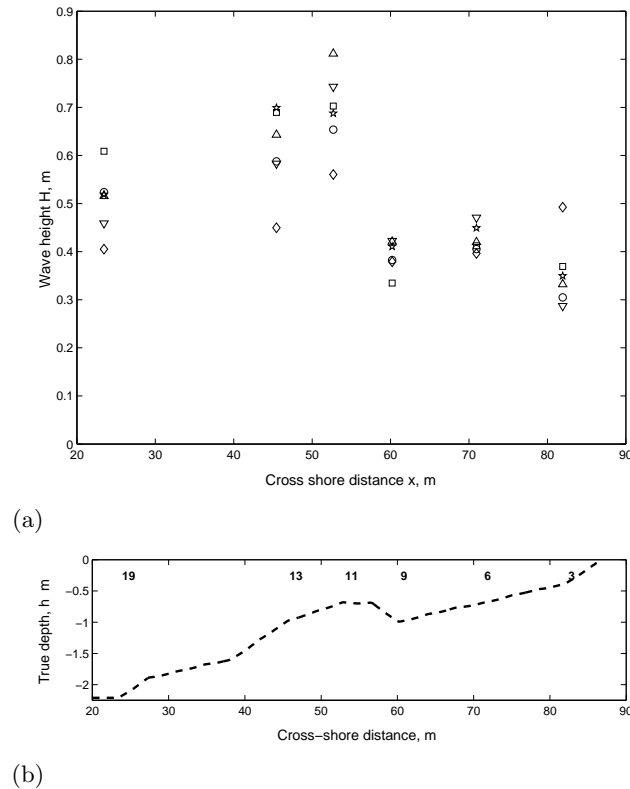 0.9
0.8
0.7
0.6
0.5
0.4
0.3
0.2
0.1
0
Wave height H, m
20 30 40 50 60 70 80 90
Cross shore distance x, m
(a)
0
−0.5
−1
−1.5
−2
True depth, h m
19 13 11 9 6 3
20 30 40 50 60 70 80 90
Cross−shore distance, m
(b)